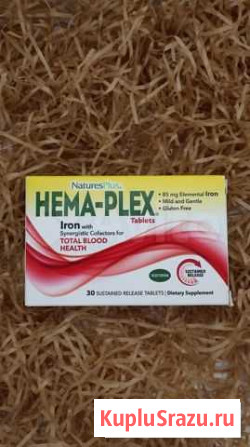 NaturesPlus.
HEMA-PLEX®
Tablets
• 85 mg Elemental Iron
• Mild and Gentle
• Gluten Free
Iron with
Synergistic Cofactors for
TOTAL BLOOD
HEALTH
SUSTAINED
RELEASE
30 SUSTAINED RELEASE TABLETS | Dietary Supplement
KupluSrazu.ru